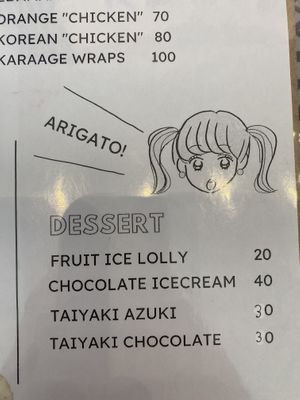 ORANGE "CHICKEN" 70
KOREAN "CHICKEN" 80
KARAAGE WRAPS 100
ARIGATO!
DESSERT
FRUIT ICE LOLLY 20
CHOCOLATE ICECREAM 40
TAIYAKI AZUKI 30
TAIYAKI CHOCOLATE 30